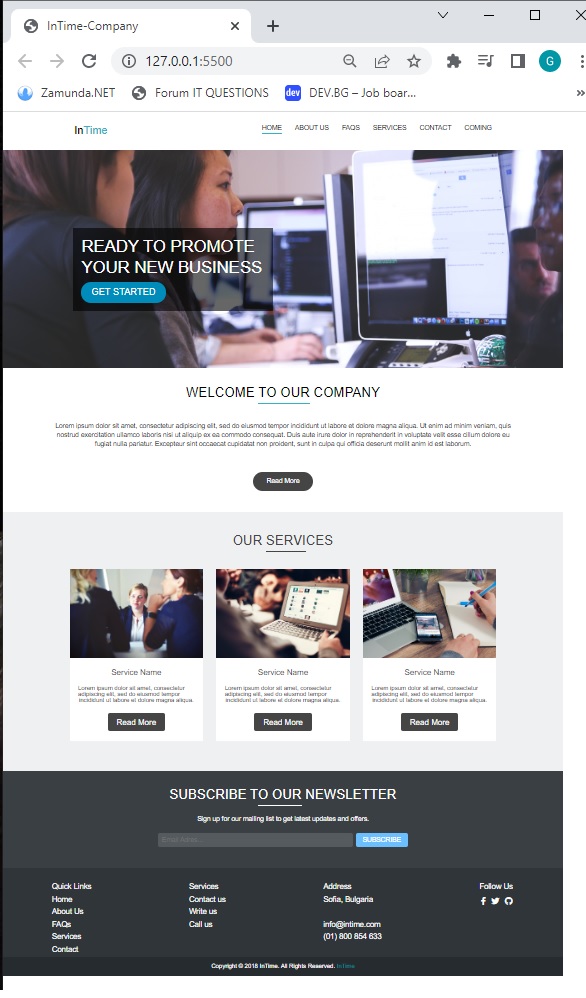 InTime-Company
127.0.0.1:5500
G
Zamunda.NET
Forum IT QUESTIONS
dev
DEV.BG – Job boar...
»
InTime
HOME ABOUT US FAQS SERVICES CONTACT COMING
READY TO PROMOTE
YOUR NEW BUSINESS
GET STARTED
WELCOME TO OUR COMPANY
Lorem ipsum dolor sit amet, consectetur adipiscing elit, sed do eiusmod tempor incididunt ut labore et dolore magna aliqua. Ut enim ad minim veniam, quis
nostrud exercitation ullamco laboris nisi ut aliquip ex ea commodo consequat. Duis aute irure dolor in reprehenderit in voluptate velit esse cillum dolore eu
fugiat nulla pariatur. Excepteur sint occaecat cupidatat non proident, sunt in culpa qui officia deserunt mollit anim id est laborum.
Read More
OUR SERVICES
Service Name
Lorem ipsum dolor sit amet, consectetur
adipiscing elit, sed do eiusmod tempor
incididunt ut labore et dolore magna aliqua.
Read More
Service Name
Lorem ipsum dolor sit amet, consectetur
adipiscing elit, sed do eiusmod tempor
incididunt ut labore et dolore magna aliqua.
Read More
Service Name
Lorem ipsum dolor sit amet, consectetur
adipiscing elit, sed do eiusmod tempor
incididunt ut labore et dolore magna aliqua.
Read More
SUBSCRIBE TO OUR NEWSLETTER
Sign up for our mailing list to get latest updates and offers.
SUBSCRIBE
Quick Links
Home
About Us
FAQs
Services
Contact
Services
Contact us
Write us
Call us
Address
Sofia, Bulgaria
info@intime.com
(01) 800 854 633
Follow Us
Copyright © 2018 InTime. All Rights Reserved. InTime